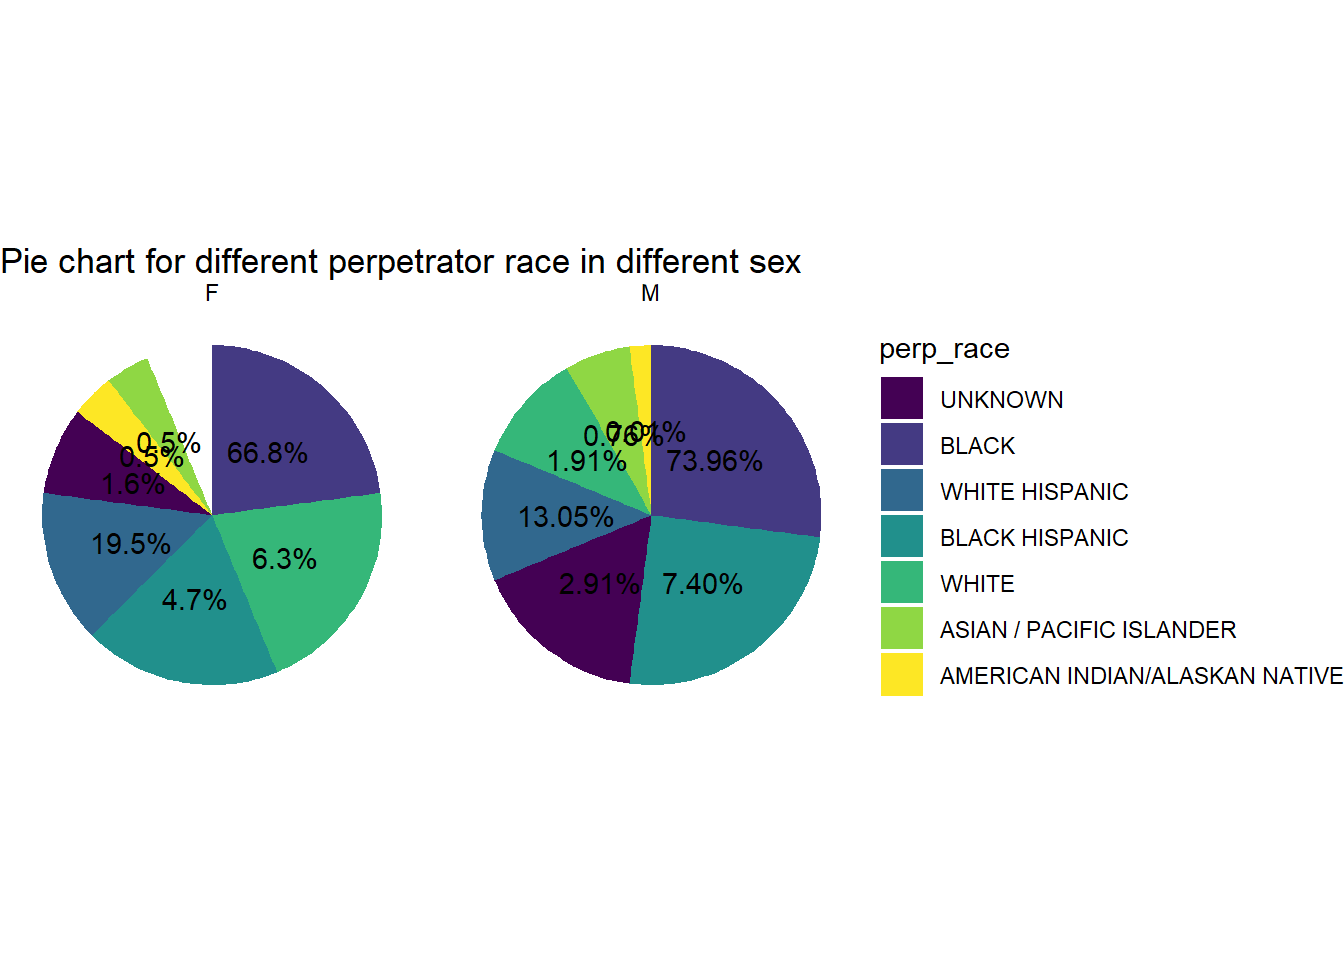 Pie chart for different perpetrator race in different sex
F
M
0.5%
0.5%
1.6%
19.5%
4.7%
66.8%
6.3%
0.01%
0.76%
1.91%
13.05%
2.91%
73.96%
7.40%
perp_race
UNKNOWN
BLACK
WHITE HISPANIC
BLACK HISPANIC
WHITE
ASIAN / PACIFIC ISLANDER
AMERICAN INDIAN/ALASKAN NATIVE